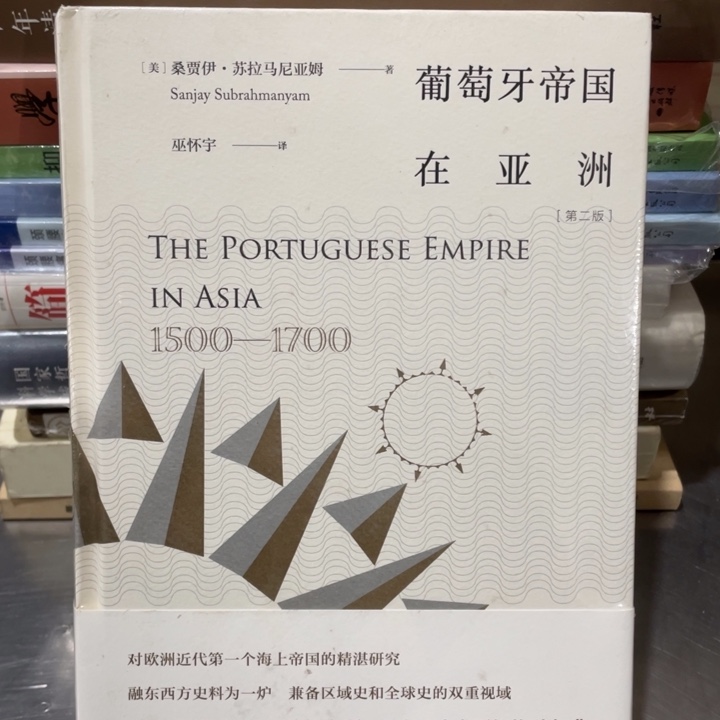 [美] 桑贾伊·苏拉马尼亚姆 —— 著
Sanjay Subrahmanyam
巫怀宇 —— 译
葡萄牙帝国
在亚洲
[第二版]
THE PORTUGUESE EMPIRE
IN ASIA
1500—1700
对欧洲近代第一个海上帝国的精湛研究
融东西方史料为一炉 兼备区域史和全球史的双重视域